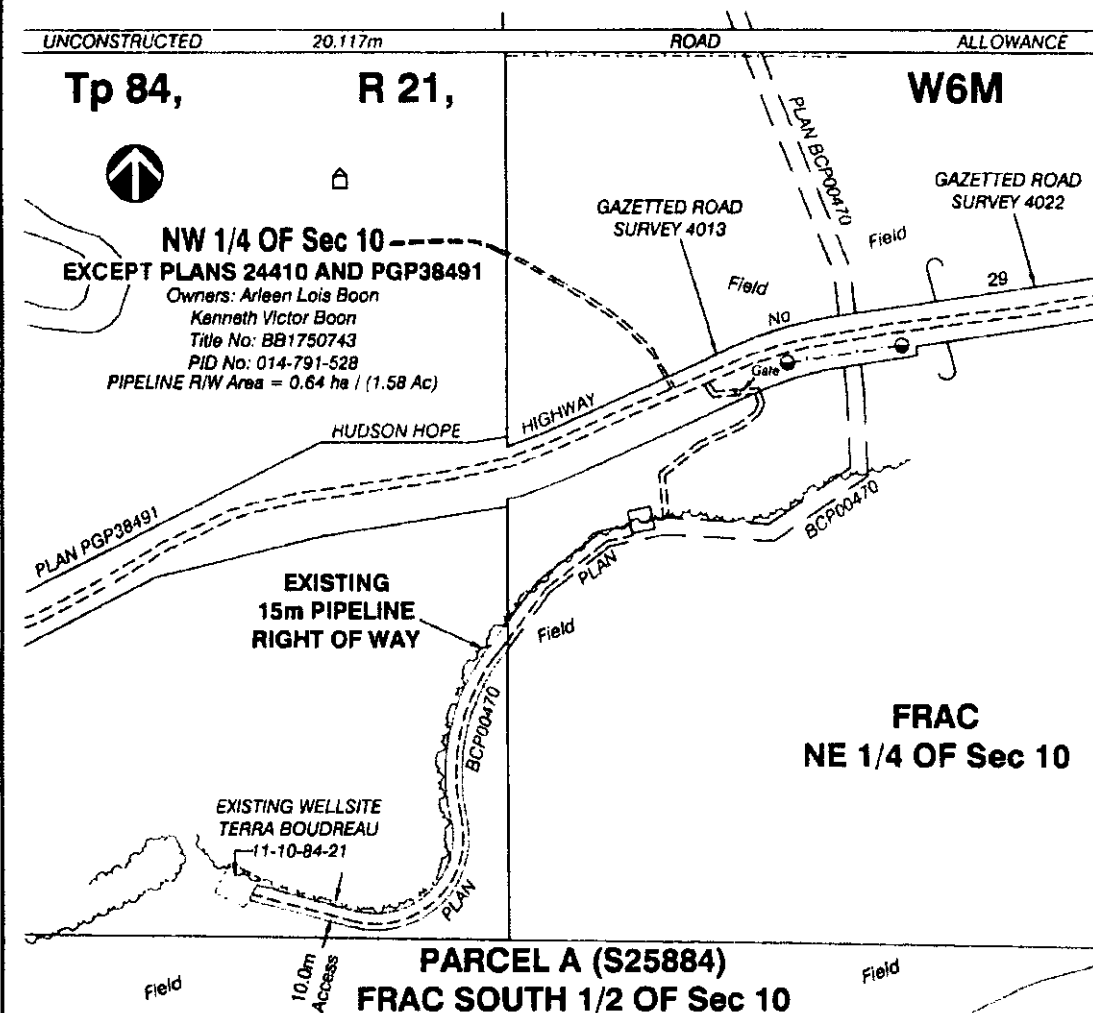 UNCONSTRUCTED 20.117m ROAD ALLOWANCE
Tp 84, R 21, W6M
PLAN BCP00470
GAZETTED ROAD
SURVEY 4022
GAZETTED ROAD
SURVEY 4013
Field
NW 1/4 OF Sec 10
EXCEPT PLANS 24410 AND PGP38491
Owners: Arleen Lois Boon
Kenneth Victor Boon
Title No: BB1750743
PID No: 014-791-528
PIPELINE R/W Area = 0.64 ha / (1.58 Ac)
Field
29
No
Gate
HIGHWAY
HUDSON HOPE
PLAN PGP38491
BCP00470
PLAN
EXISTING
15m PIPELINE
RIGHT OF WAY
Field
BCP00470
FRAC
NE 1/4 OF Sec 10
EXISTING WELLSITE
TERRA BOUDREAU
11-10-84-21
PLAN
10.0m
Access
PARCEL A (S25884)
FRAC SOUTH 1/2 OF Sec 10
Field
Field